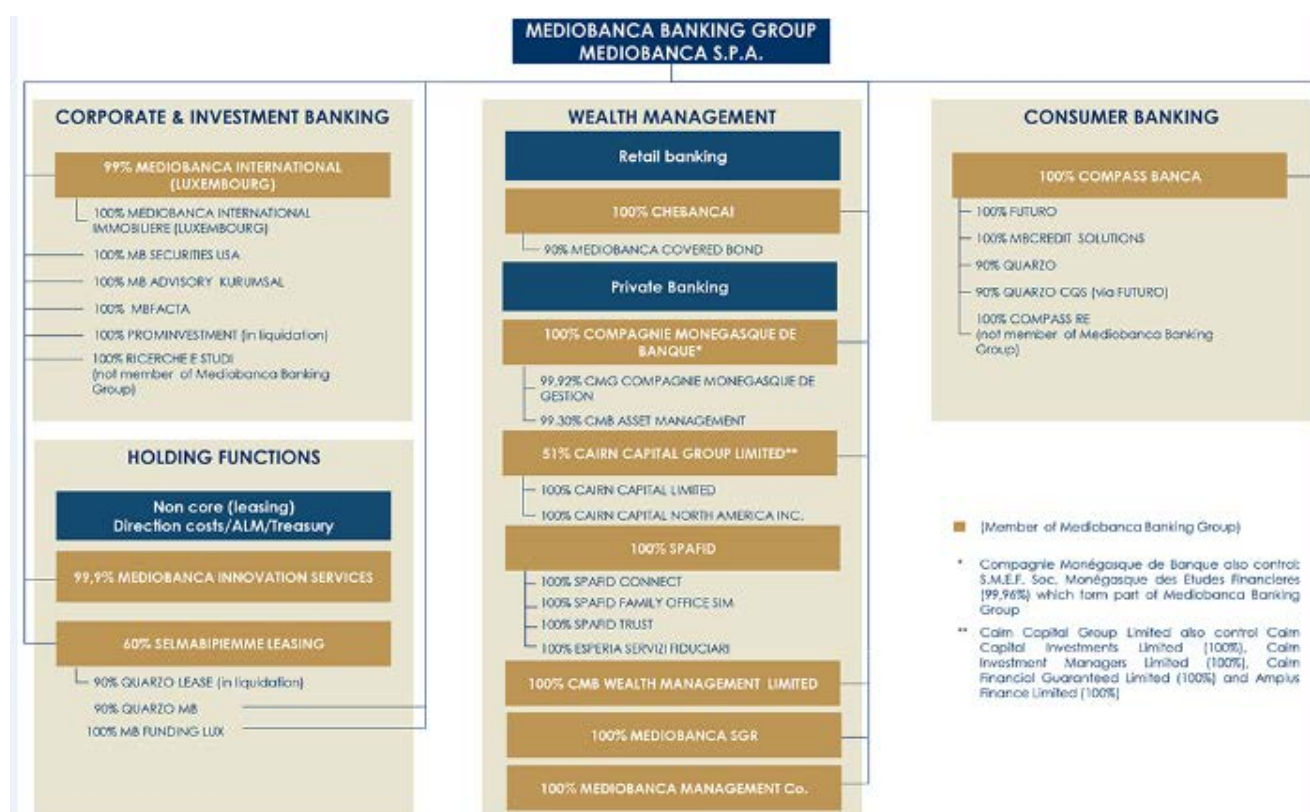 MEDIOBANCA BANKING GROUP
MEDIOBANCA S.P.A.
CORPORATE & INVESTMENT BANKING
99% MEDIOBANCA INTERNATIONAL
(LUXEMBOURG)
100% MEDIOBANCA INTERNATIONAL
IMMOBILIERE (LUXEMBOURG)
100% MB SECURITIES USA
100% MB ADVISORY KURUMSAL
100% MBFACTA
100% PROMINVESTMENT (in liquidation)
100% RICERCHE E STUDI
(not member of Mediobanca Banking
Group)
HOLDING FUNCTIONS
Non core (leasing)
Direction costs/ALM/Treasury
99,9% MEDIOBANCA INNOVATION SERVICES
60% SELMABIPIEMME LEASING
90% QUARZO LEASE (in liquidation)
90% QUARZO MB
100% MB FUNDING LUX
WEALTH MANAGEMENT
Retail banking
100% CHEBANCA!
90% MEDIOBANCA COVERED BOND
Private Banking
100% COMPAGNIE MONEGASQUE DE
BANQUE*
99,92% CMG COMPAGNIE MONEGASQUE DE
GESTION
99.30% CMB ASSET MANAGEMENT
51% CAIRN CAPITAL GROUP LIMITED**
100% CAIRN CAPITAL LIMITED
100% CAIRN CAPITAL NORTH AMERICA INC.
100% SPAFID
100% SPAFID CONNECT
100% SPAFID FAMILY OFFICE SIM
100% SPAFID TRUST
100% ESPERIA SERVIZI FIDUCIARI
100% CMB WEALTH MANAGEMENT LIMITED
100% MEDIOBANCA SGR
100% MEDIOBANCA MANAGEMENT Co.
CONSUMER BANKING
100% COMPASS BANCA
100% FUTURO
100% MBCREDIT SOLUTIONS
90% QUARZO
90% QUARZO CQS (via FUTURO)
100% COMPASS RE
(not member of Mediobanca Banking
Group)
(Member of Mediobanca Banking Group)
* Compagnie Monégasque de Banque also control:
S.M.E.F. Soc. Monégasque des Etudes Financieres
(99,96%) which form part of Mediobanca Banking
Group
** Cairn Capital Group Limited also control Cairn
Capital Investments Limited (100%), Cairn
Investment Managers Limited (100%), Cairn
Financial Guaranteed Limited (100%) and Amplus
Finance Limited (100%)